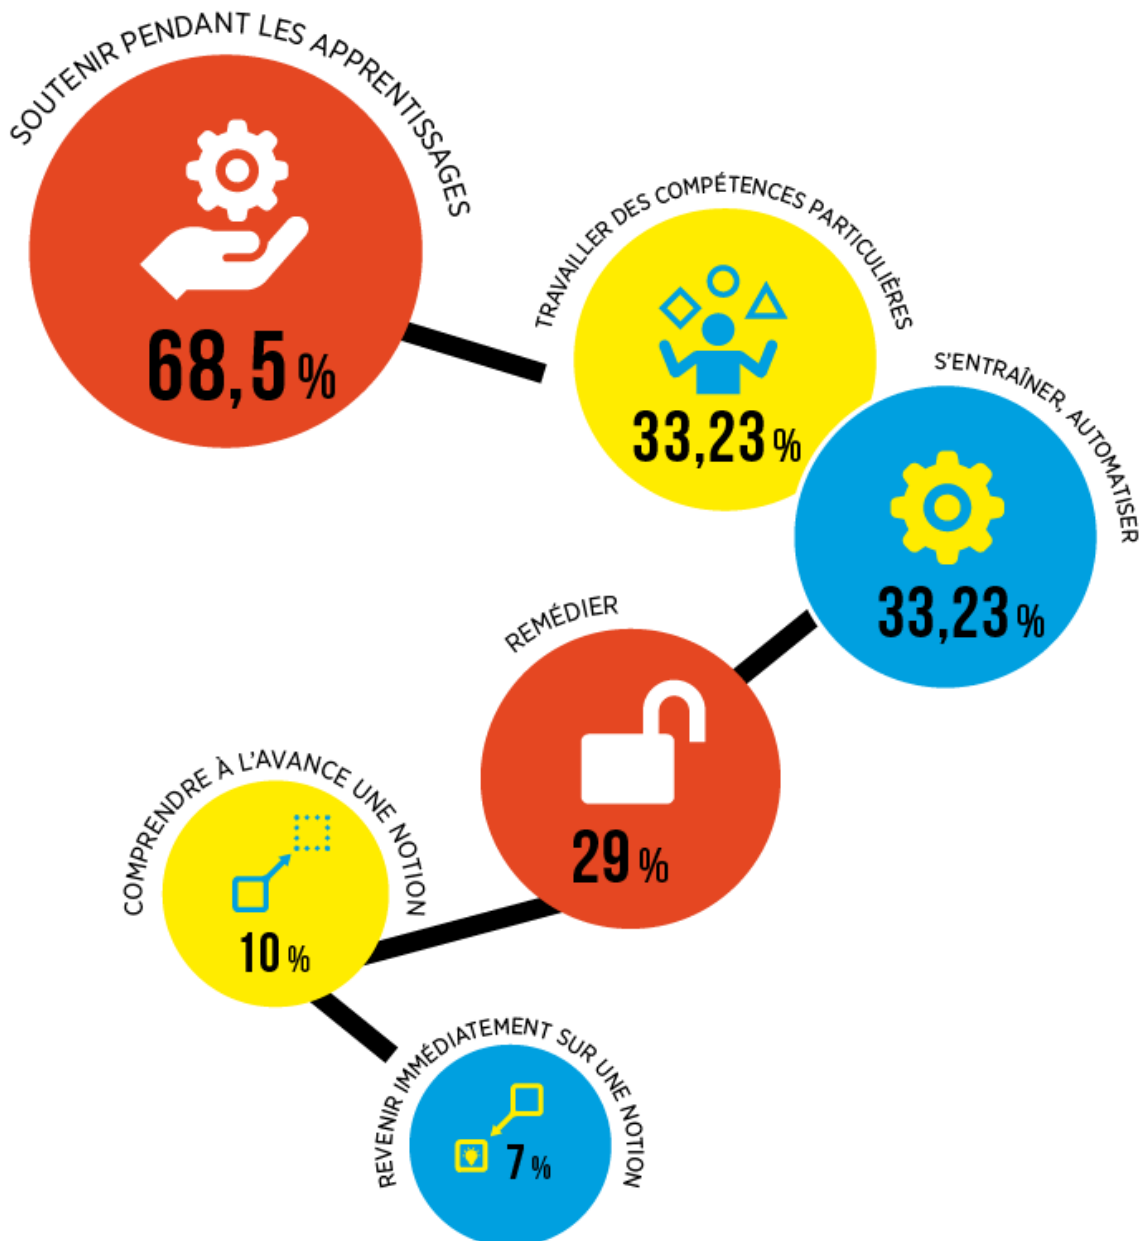 SOUTENIR PENDANT LES APPRENTISSAGES
68,5 %
TRAVAILLER DES COMPÉTENCES PARTICULIÈRES
33,23 %
S'ENTRAÎNER, AUTOMATISER
33,23 %
REMÉDIER
29 %
COMPRENDRE À L'AVANCE UNE NOTION
10 %
REVENIR IMMÉDIATEMENT SUR UNE NOTION
7 %